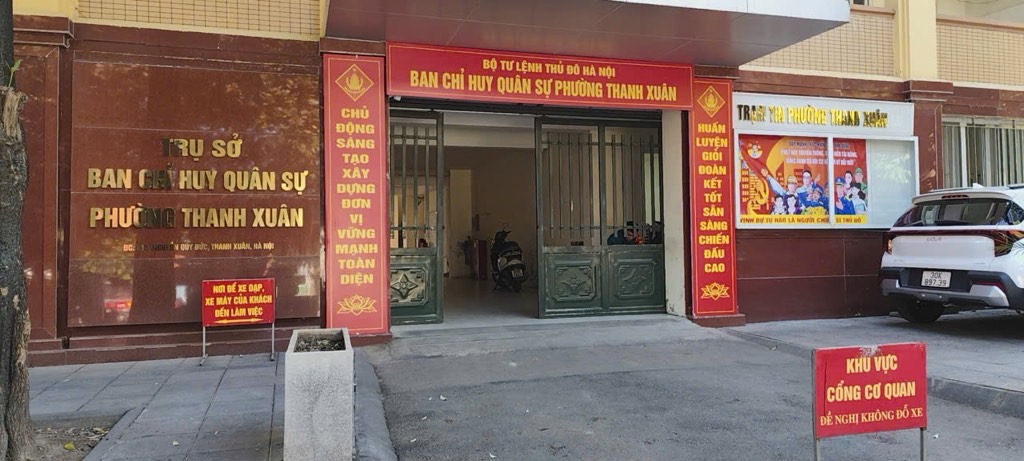 TRỤ SỞ
BAN CHỈ HUY QUÂN SỰ
PHƯỜNG THANH XUÂN
QUÝ ĐỨC, THANH XUÂN, HÀ NỘI
NƠI ĐỂ XE ĐẠP,
XE MÁY CỦA KHÁCH
ĐẾN LÀM VIỆC
CHỦ
ĐỘNG
SÁNG
TẠO
XÂY
DỰNG
ĐƠN
VỊ
VỮNG
MẠNH
TOÀN
DIỆN
BỘ TƯ LỆNH THỦ ĐÔ HÀ NỘI
BAN CHỈ HUY QUÂN SỰ PHƯỜNG THANH XUÂN
HUẤN
LUYỆN
GIỎI
ĐOÀN
KẾT
TỐT
SẴN
SÀNG
CHIẾN
ĐẤU
CAO
TRẠM TIN PHƯỜNG THANH XUÂN
30K
897.39
KHU VỰC
CỔNG CƠ QUAN
ĐỀ NGHỊ KHÔNG ĐỖ XE